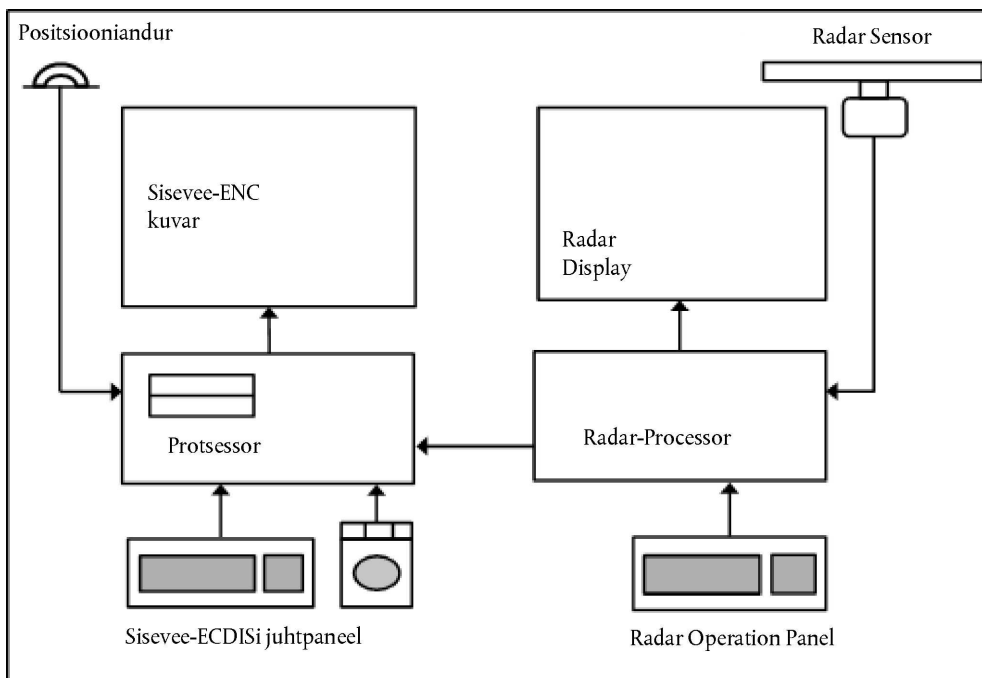 Positsiooniandur
Radar Sensor
Sisevee-ENC
kuvar
Radar
Display
Protsessor
Radar-Processor
Sisevee-ECDISi juhtpaneel
Radar Operation Panel